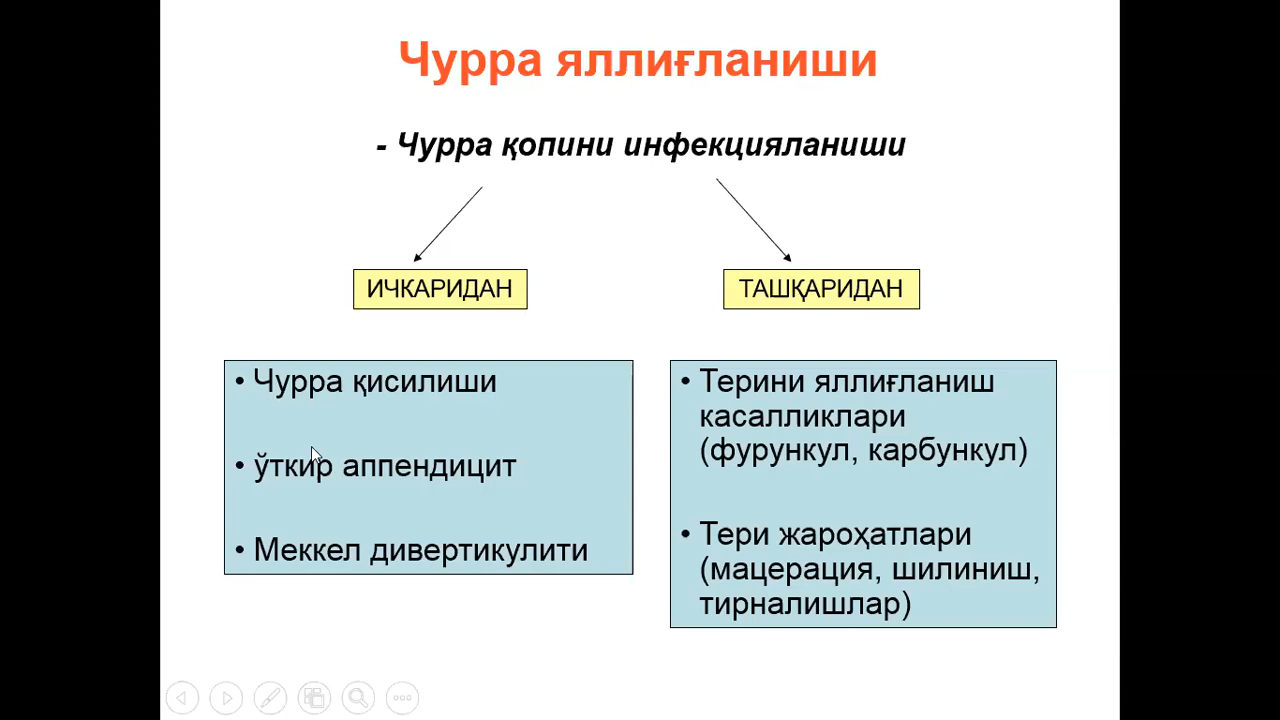 Чурра яллиғланиши
- Чурра қопини инфекцияланиши
ИЧКАРИДАН
ТАШҚАРИДАН
• Чурра қисилиши
• ўткир аппендицит
• Меккел дивертикулити
• Терини яллиғланиш
касалликлари
(фурункул, карбункул)
• Тери жароҳатлари
(мацерация, шилиниш,
тирналишлар)